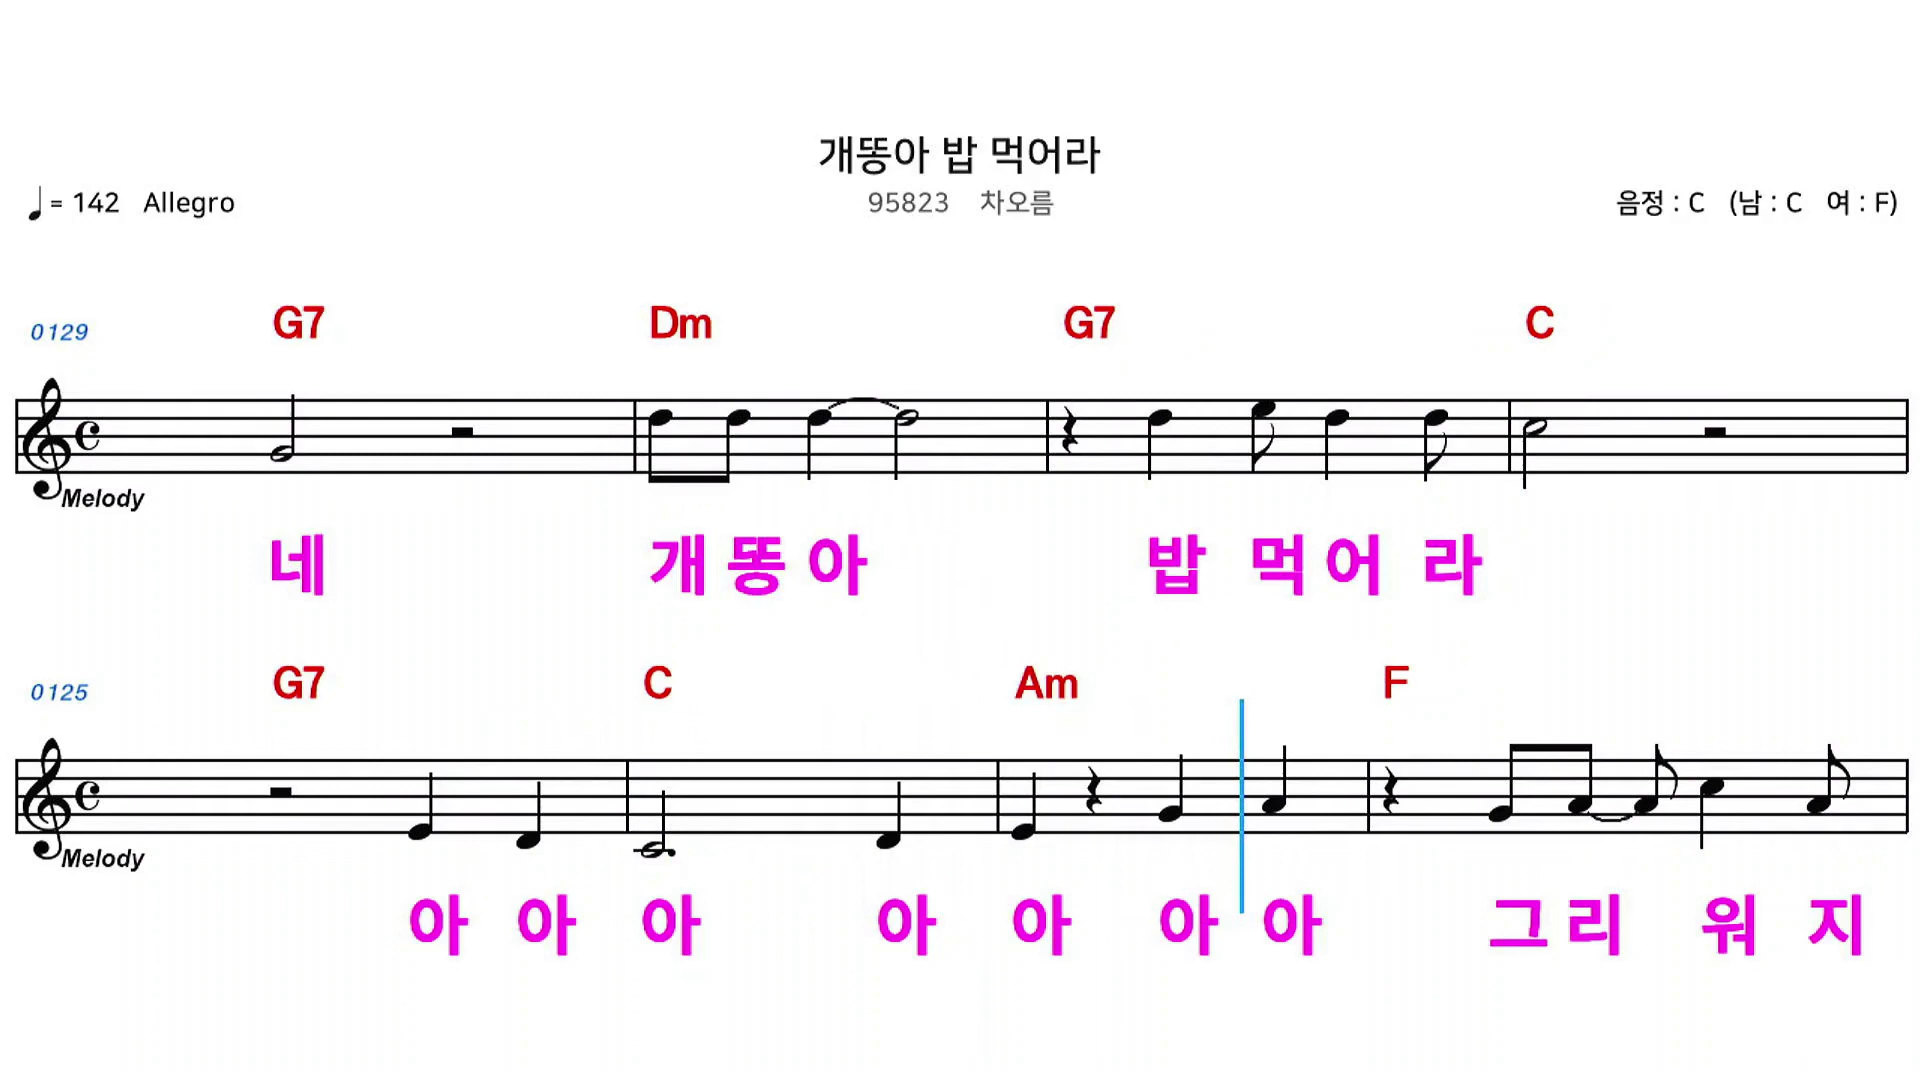 개똥아 밥 먹어라
♩= 142 Allegro
95823 차오름
음정 : C (남 : C 여 : F)
0129 G7 Dm G7 C
Melody
네 개 똥 아 밥 먹 어 라
0125 G7 C Am F
Melody
아 아 아 아 아 아 아 그 리 워 지